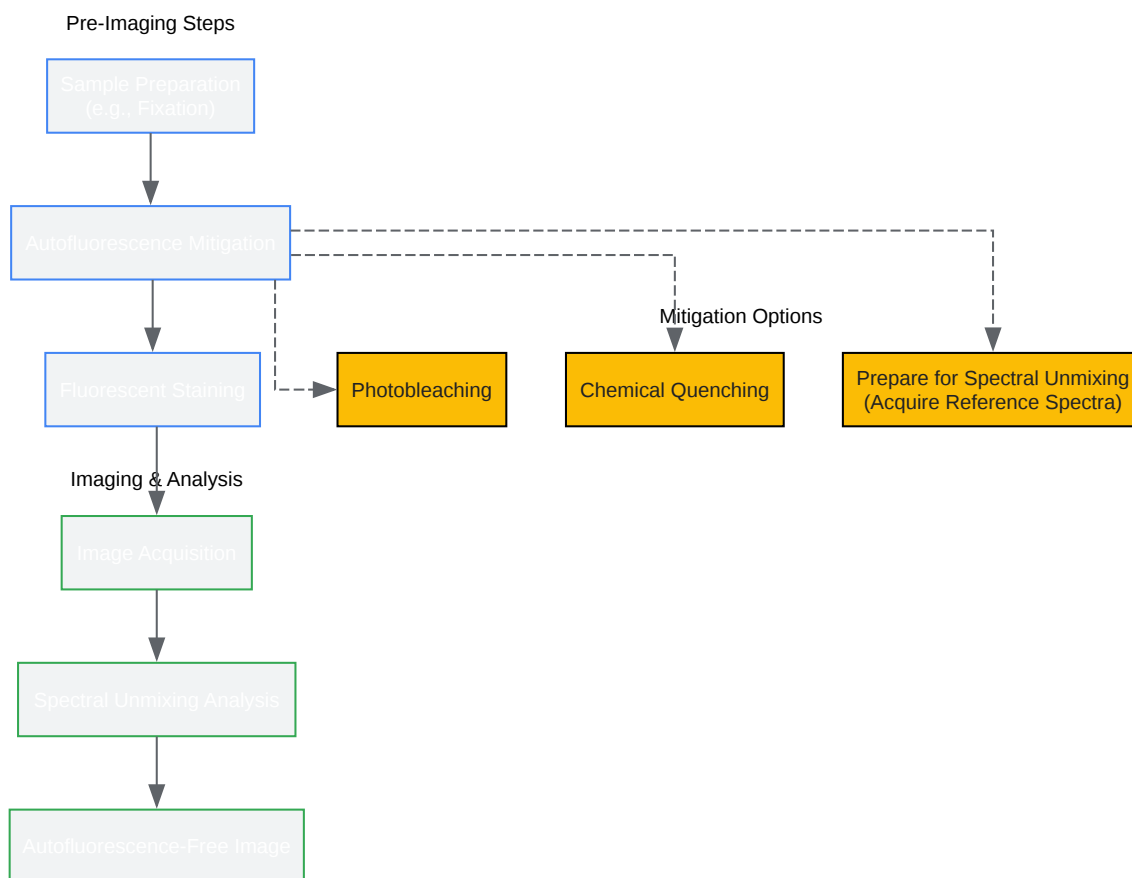 Pre-Imaging Steps
Sample Preparation
(e.g., Fixation)
Autofluorescence Mitigation
Mitigation Options
Fluorescent Staining
Photobleaching
Chemical Quenching
Prepare for Spectral Unmixing
(Acquire Reference Spectra)
Imaging & Analysis
Image Acquisition
Spectral Unmixing Analysis
Autofluorescence-Free Image